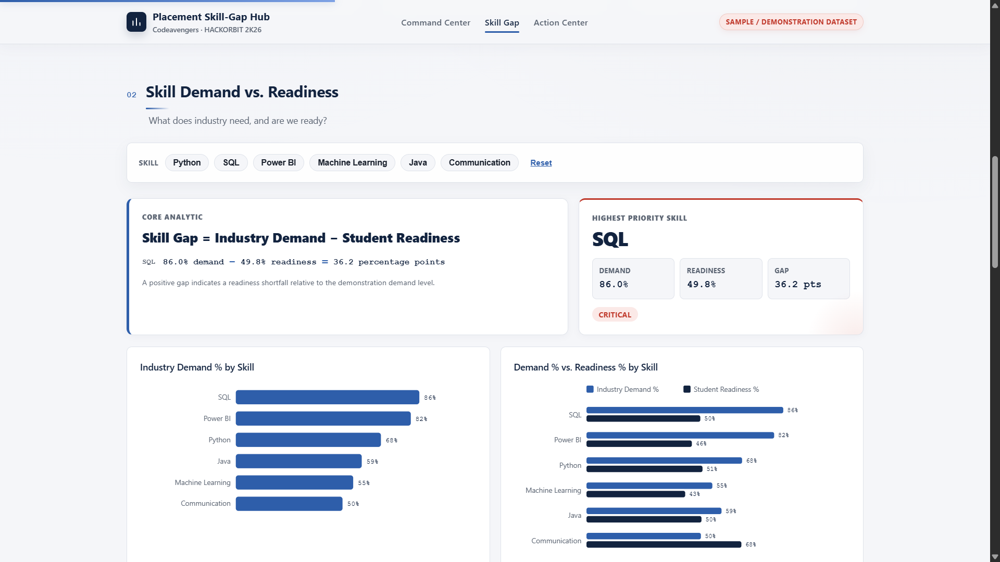 Placement Skill-Gap Hub
Codeavengers · HACKORBIT 2K26
Command Center
Skill Gap
Action Center
SAMPLE / DEMONSTRATION DATASET
02 Skill Demand vs. Readiness
What does industry need, and are we ready?
SKILL Python SQL Power BI Machine Learning Java Communication Reset
CORE ANALYTIC
Skill Gap = Industry Demand − Student Readiness
SQL 86.0% demand − 49.8% readiness = 36.2 percentage points
A positive gap indicates a readiness shortfall relative to the demonstration demand level.
HIGHEST PRIORITY SKILL
SQL
DEMAND
86.0%
READINESS
49.8%
GAP
36.2 pts
CRITICAL
Industry Demand % by Skill
SQL 86%
Power BI 82%
Python 68%
Java 59%
Machine Learning 55%
Communication 50%
Demand % vs. Readiness % by Skill
Industry Demand % Student Readiness %
SQL 86% 50%
Power BI 82% 46%
Python 68% 51%
Machine Learning 55% 43%
Java 59% 50%
Communication 50% 68%